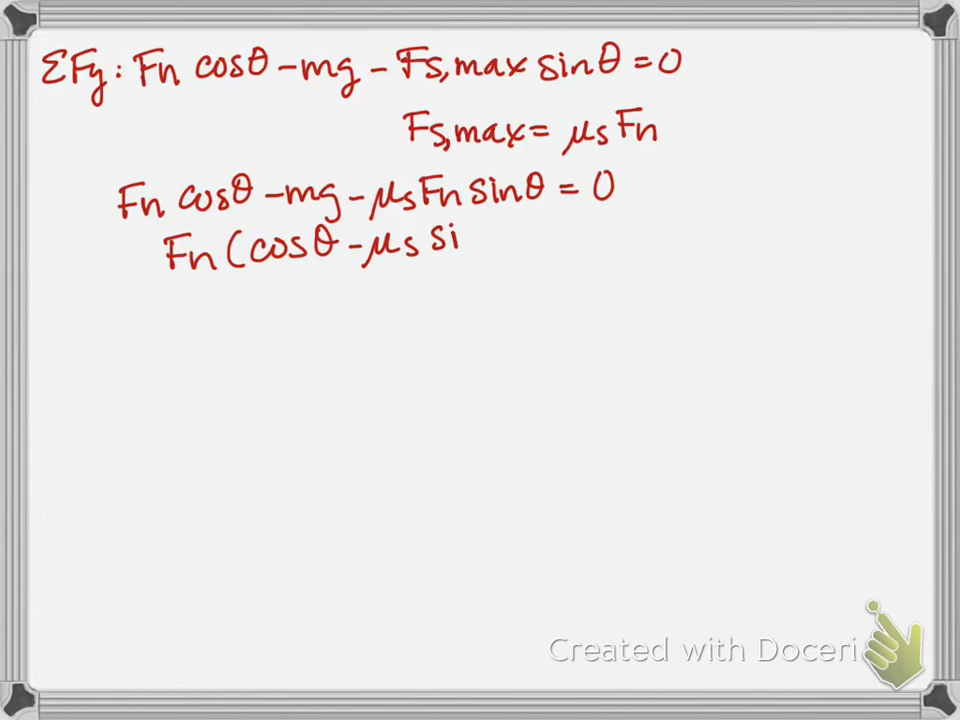 ΣFy: Fn cosθ - mg - Fs,max sinθ = 0
Fs,max = μs Fn
Fn cosθ - mg - μs Fn sinθ = 0
Fn (cosθ - μs si
Created with Doceri